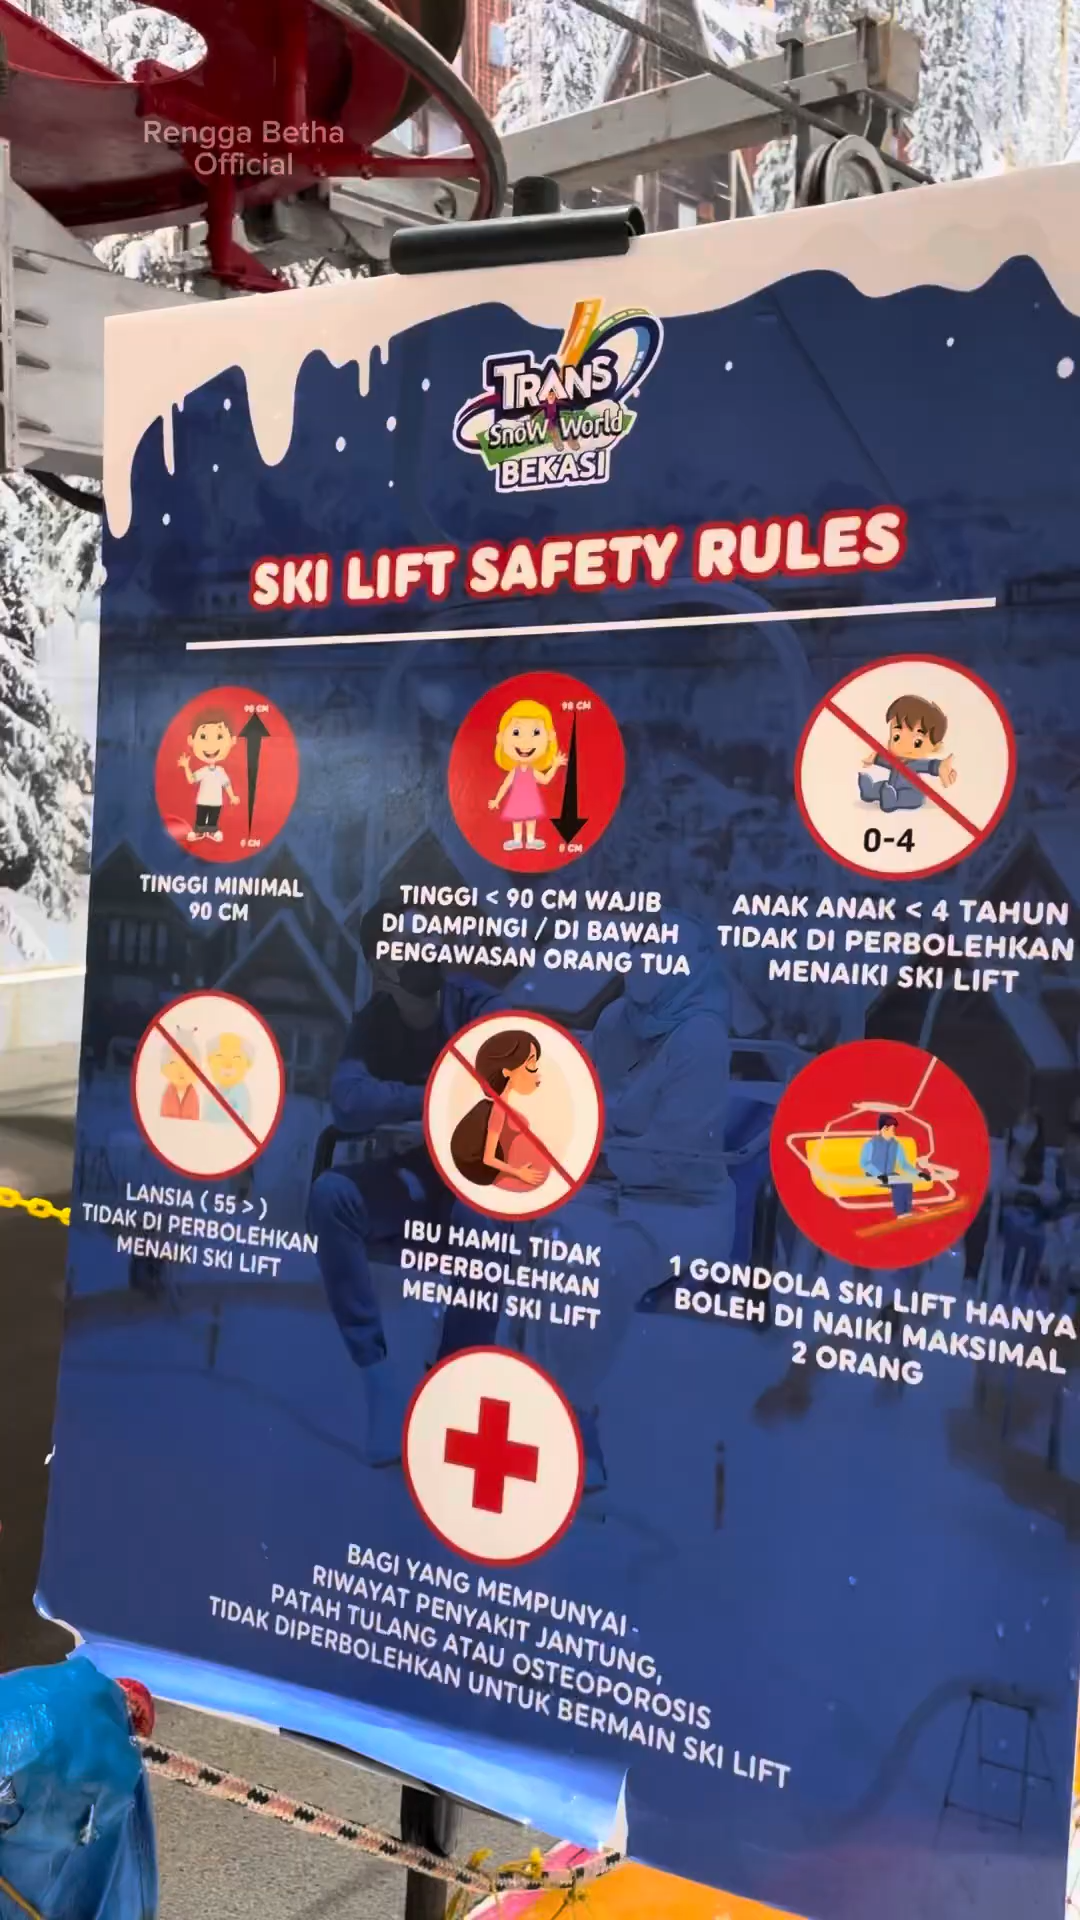 Rengga Betha
Official
TRANS
Snow World
BEKASI
SKI LIFT SAFETY RULES
90 CM
0 CM
TINGGI MINIMAL
90 CM
90 CM
0 CM
TINGGI < 90 CM WAJIB
DI DAMPINGI / DI BAWAH
PENGAWASAN ORANG TUA
0-4
ANAK ANAK < 4 TAHUN
TIDAK DI PERBOLEHKAN
MENAIKI SKI LIFT
LANSIA ( 55 > )
TIDAK DI PERBOLEHKAN
MENAIKI SKI LIFT
IBU HAMIL TIDAK
DIPERBOLEHKAN
MENAIKI SKI LIFT
1 GONDOLA SKI LIFT HANYA
BOLEH DI NAIKI MAKSIMAL
2 ORANG
BAGI YANG MEMPUNYAI -
RIWAYAT PENYAKIT JANTUNG,
PATAH TULANG ATAU OSTEOPOROSIS
TIDAK DIPERBOLEHKAN UNTUK BERMAIN SKI LIFT